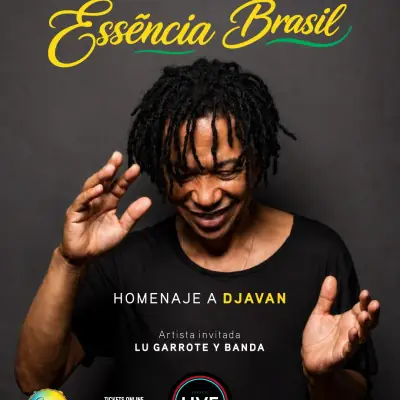 Essência Brasil
HOMENAJE A DJAVAN
Artista invitada
LU GARROTE Y BANDA
TICKETS ONLINE
LIVE